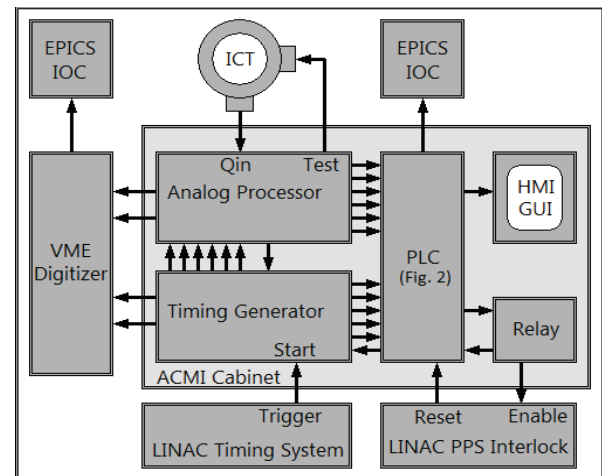 EPICS
IOC
ICT
EPICS
IOC
Qin
Test
Analog Processor
HMI
GUI
VME
Digitizer
PLC
(Fig. 2)
Timing Generator
Start
Relay
ACMI Cabinet
Trigger
LINAC Timing System
Reset
Enable
LINAC PPS Interlock